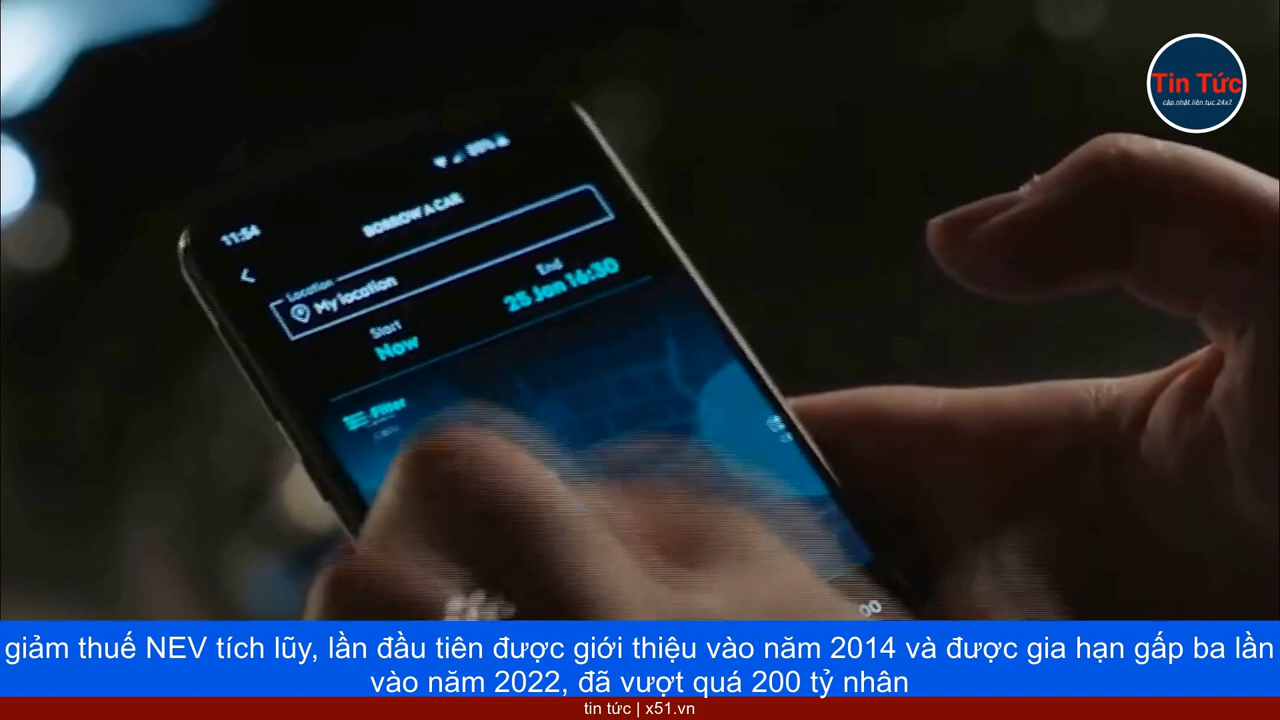 Tin Tức
cập nhật liên tục 24x7
11:54
BORROW A CAR
Location
My location
Start
End
Now
25 Jan 16:30
Filter
giảm thuế NEV tích lũy, lần đầu tiên được giới thiệu vào năm 2014 và được gia hạn gấp ba lần
vào năm 2022, đã vượt quá 200 tỷ nhân
tin tức | x51.vn